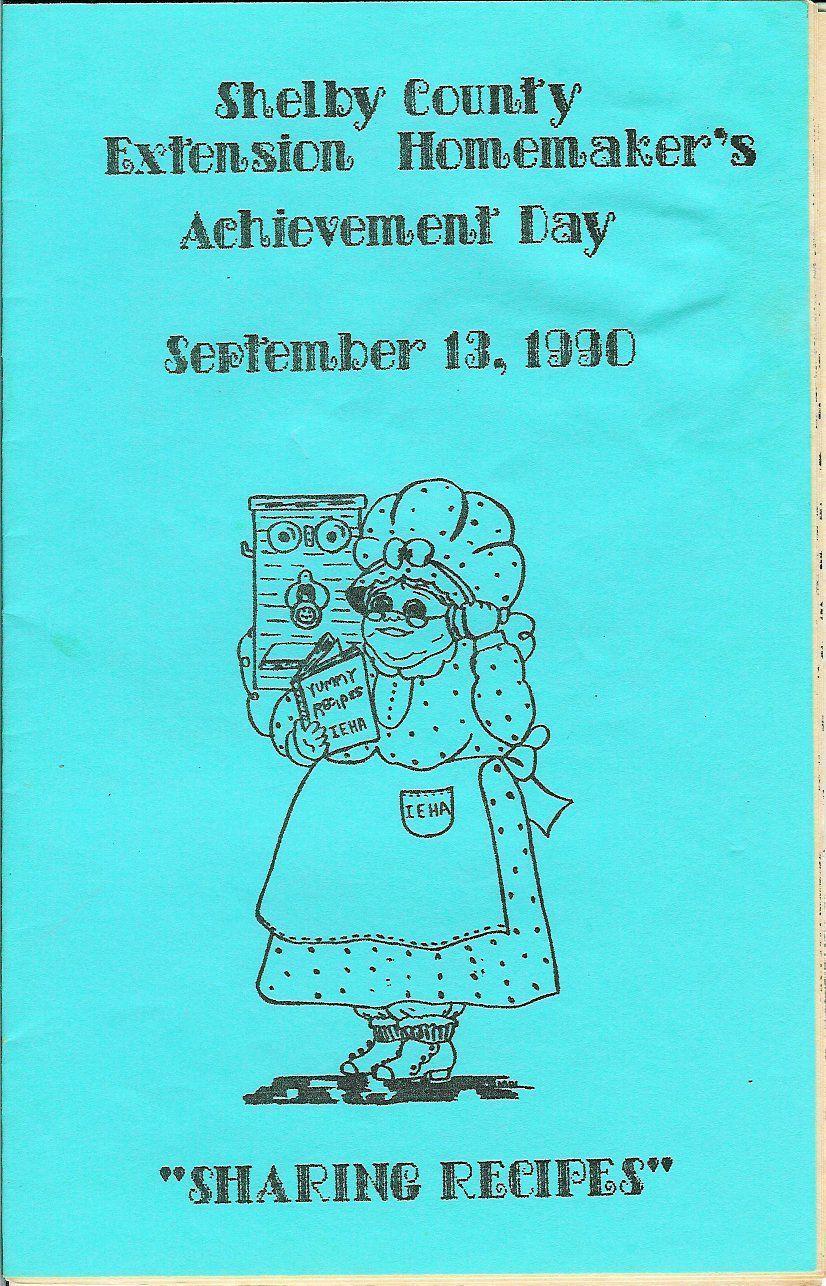 Shelby County
Extension Homemaker's
Achievement Day
September 13, 1990
YUMMY
Recipes
IEHA
IEHA
"SHARING RECIPES"